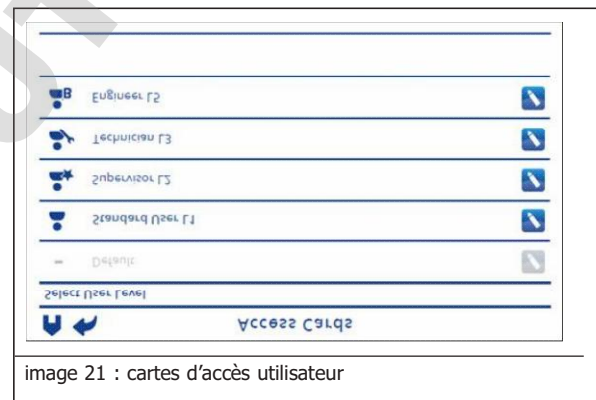 Access Cards
Select User Level
- Default
Standard User L1
Supervisor L2
Technician L3
B Engineer L5
image 21 : cartes d’accès utilisateur